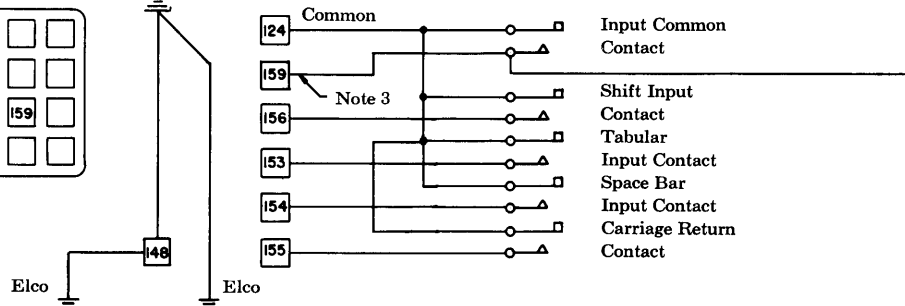 124 Common Input Common
Contact
159 Note 3
Shift Input
156 Contact
Tabular
153 Input Contact
Space Bar
154 Input Contact
Carriage Return
155 Contact
159
148
Elco Elco